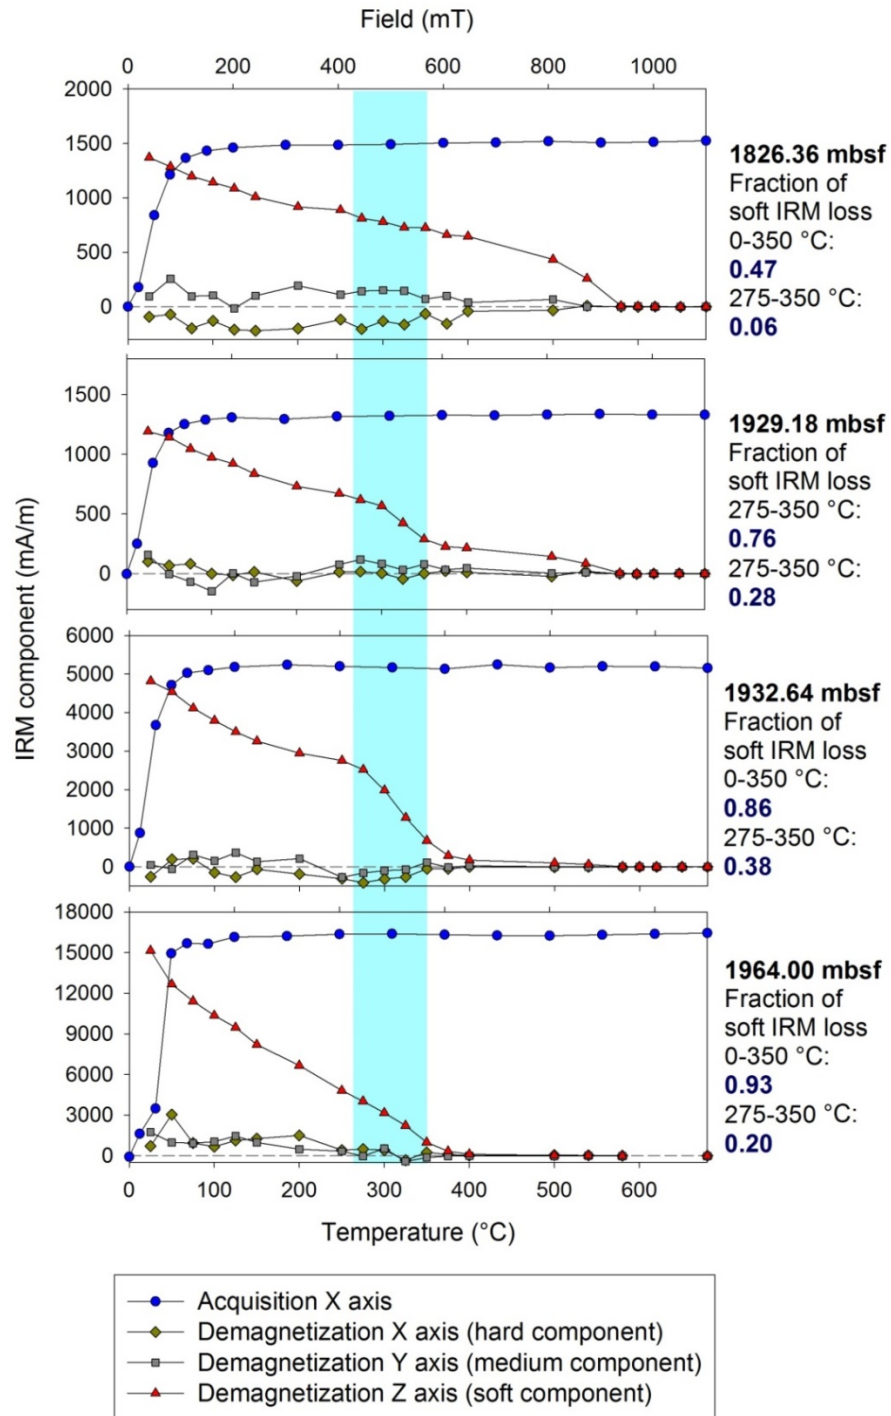 Field (mT)
0 200 400 600 800 1000
2000
1500
1000
500
0
1826.36 mbsf
Fraction of
soft IRM loss
0-350 °C:
0.47
275-350 °C:
0.06
1500
1000
500
0
1929.18 mbsf
Fraction of
soft IRM loss
275-350 °C:
0.76
275-350 °C:
0.28
IRM component (mA/m)
6000
5000
4000
3000
2000
1000
0
1932.64 mbsf
Fraction of
soft IRM loss
0-350 °C:
0.86
275-350 °C:
0.38
18000
15000
12000
9000
6000
3000
0
1964.00 mbsf
Fraction of
soft IRM loss
0-350 °C:
0.93
275-350 °C:
0.20
0 100 200 300 400 500 600
Temperature (°C)
Acquisition X axis
Demagnetization X axis (hard component)
Demagnetization Y axis (medium component)
Demagnetization Z axis (soft component)